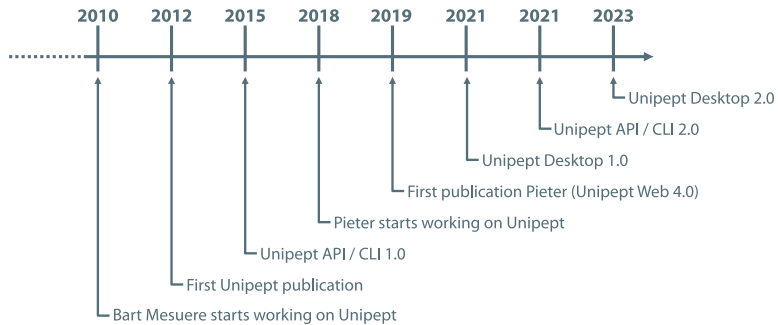 2010 2012 2015 2018 2019 2021 2021 2023
Unipept Desktop 2.0
Unipept API / CLI 2.0
Unipept Desktop 1.0
First publication Pieter (Unipept Web 4.0)
Pieter starts working on Unipept
Unipept API / CLI 1.0
First Unipept publication
Bart Mesuere starts working on Unipept